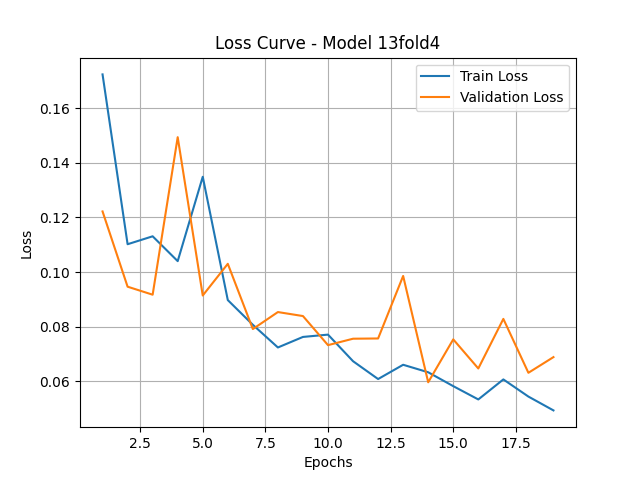 Loss Curve - Model 13fold4
Train Loss
Validation Loss
0.16
0.14
0.12
0.10
0.08
0.06
Loss
2.5 5.0 7.5 10.0 12.5 15.0 17.5
Epochs